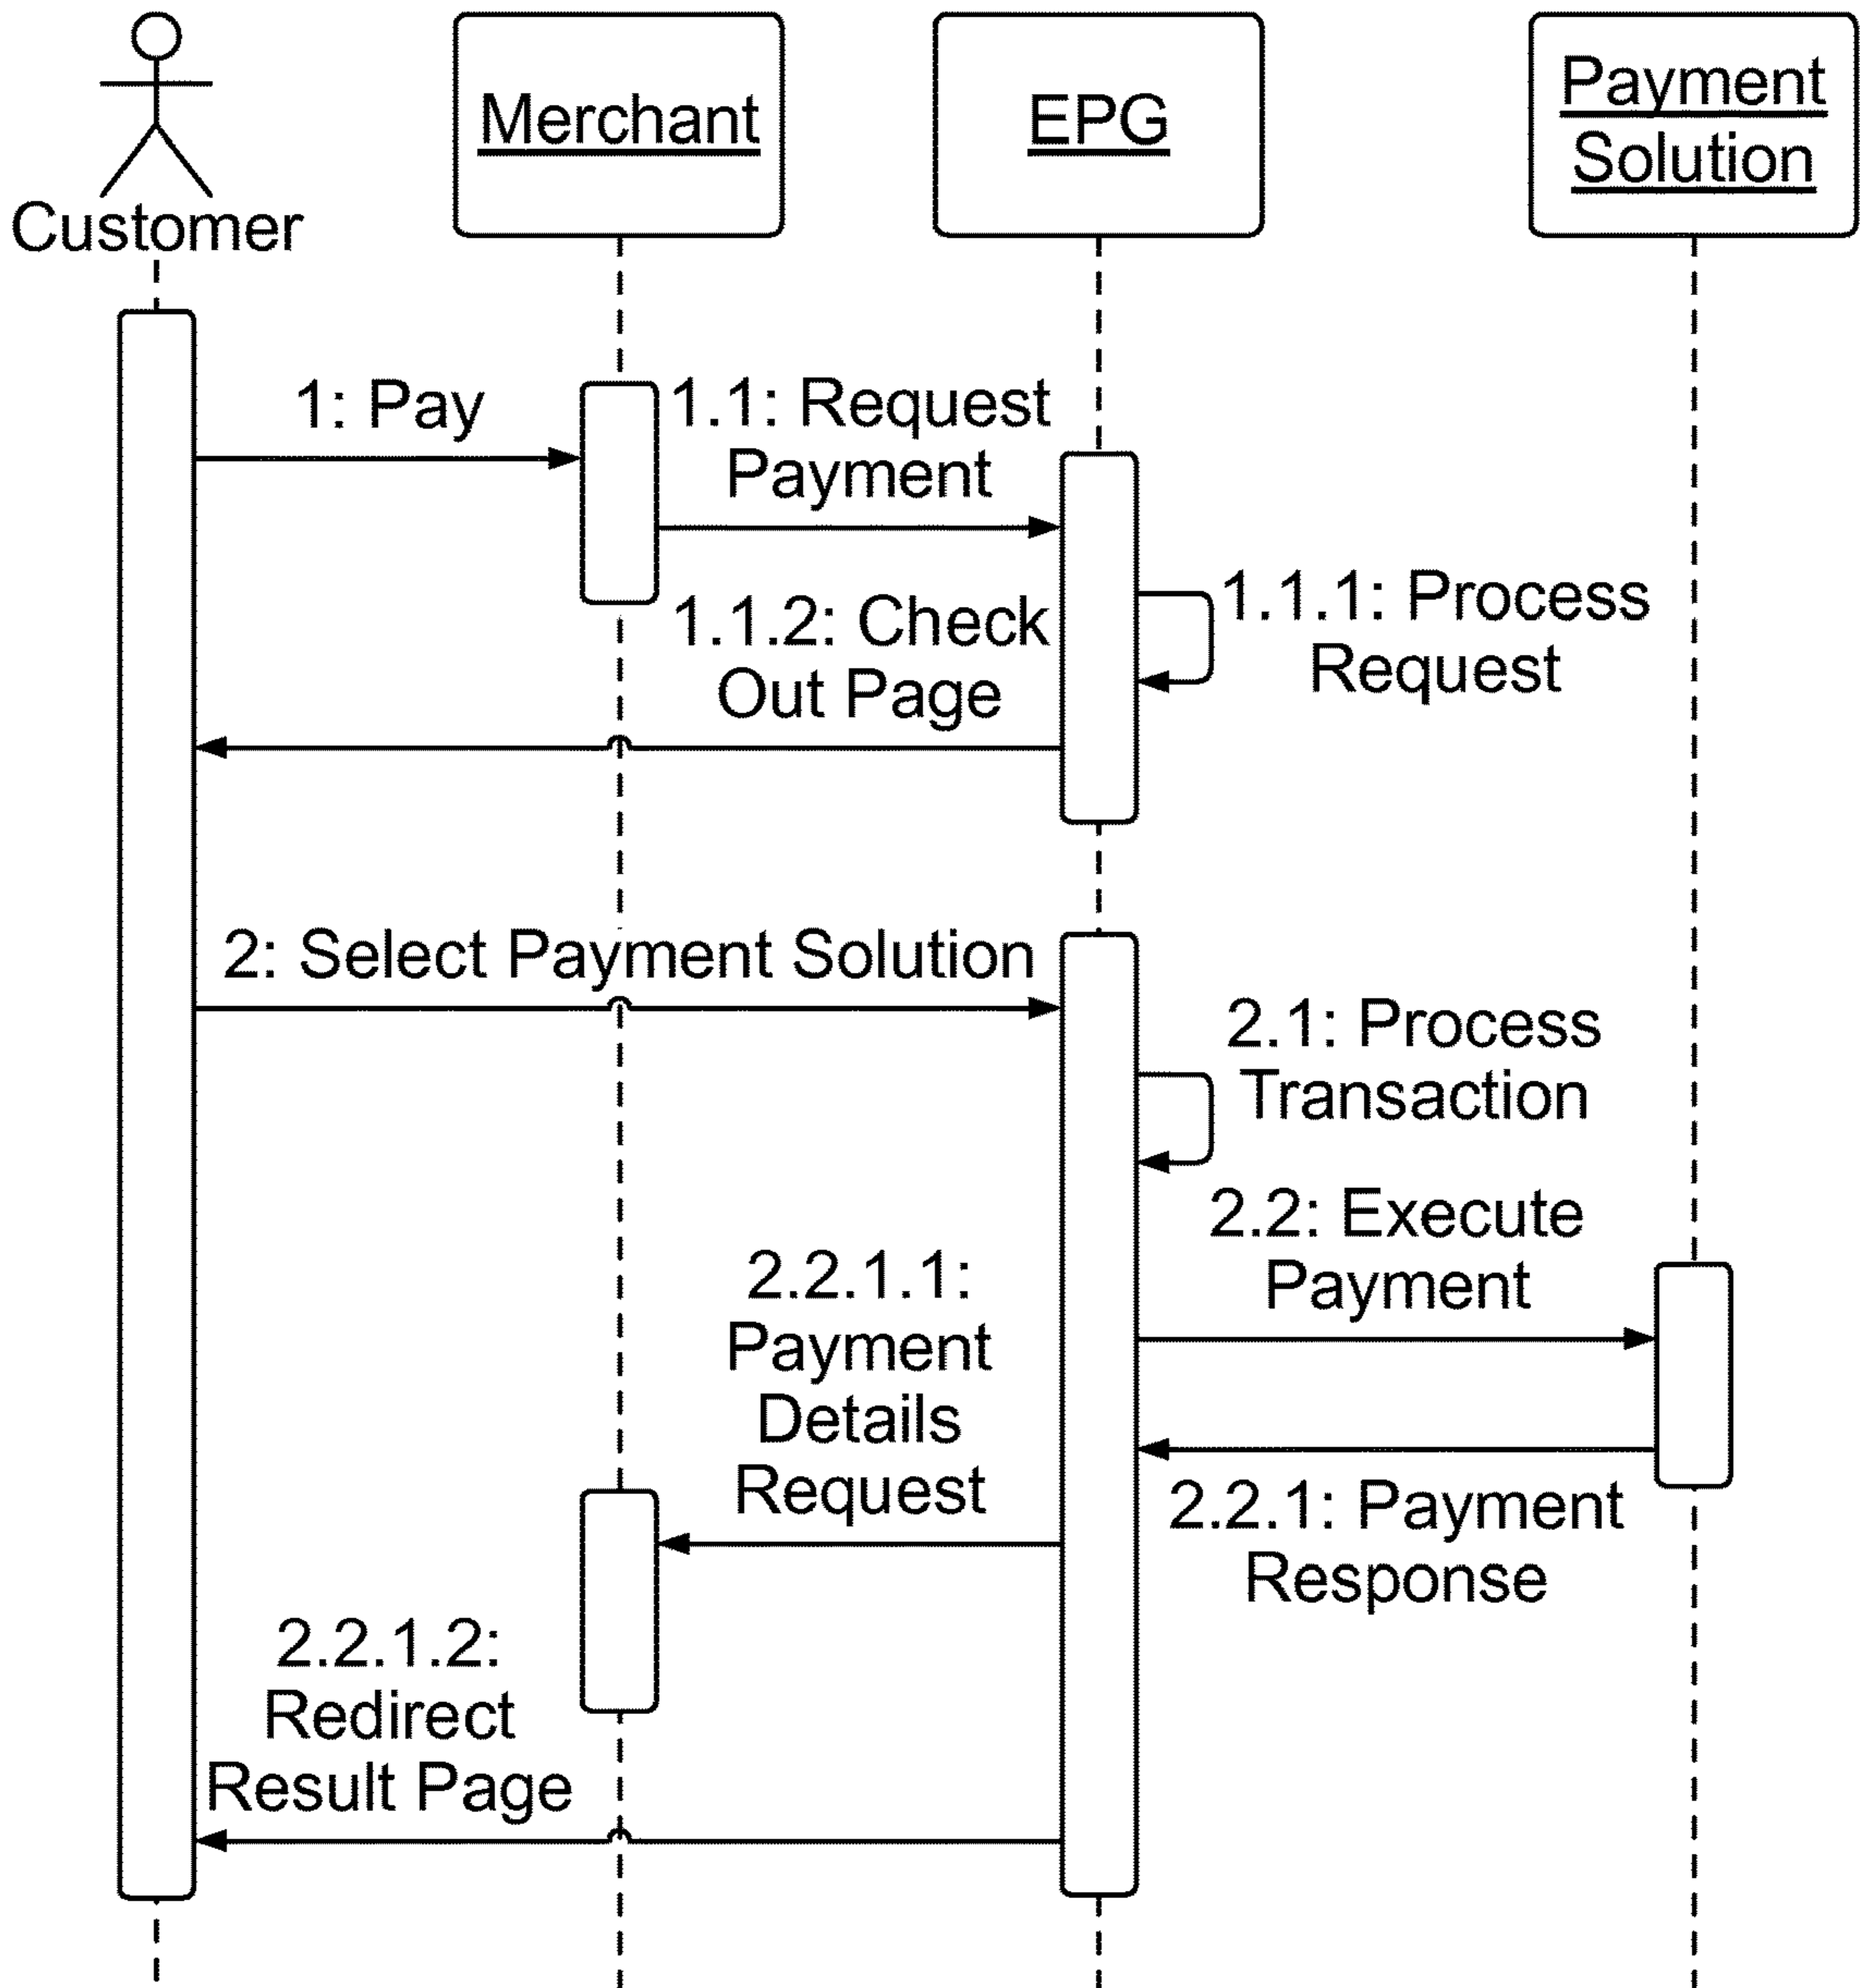 Customer
Merchant
EPG
Payment
Solution
1: Pay
1.1: Request
Payment
1.1.1: Process
Request
1.1.2: Check
Out Page
2: Select Payment Solution
2.1: Process
Transaction
2.2: Execute
Payment
2.2.1: Payment
Response
2.2.1.1:
Payment
Details
Request
2.2.1.2:
Redirect
Result Page